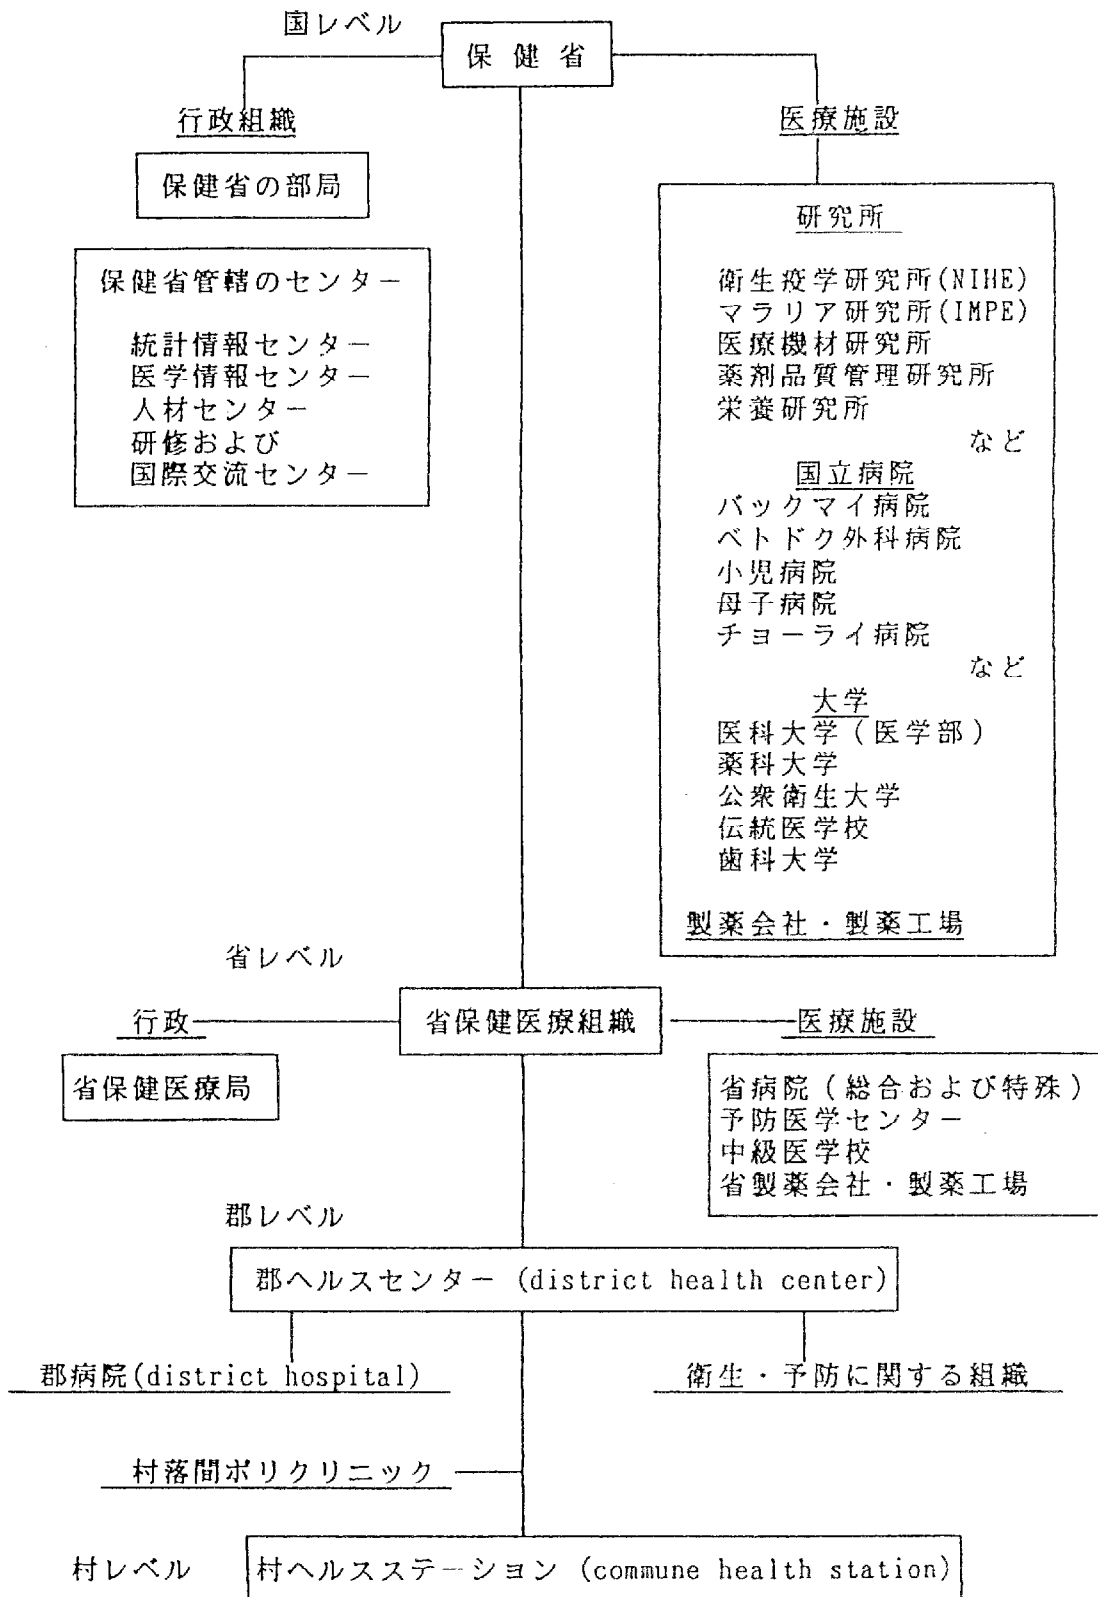 国レベル
保健省
行政組織
医療施設
保健省の部局
保健省管轄のセンター
統計情報センター
医学情報センター
人材センター
研修および
国際交流センター
研究所
衛生疫学研究所(NIHE)
マラリア研究所(IMPE)
医療機材研究所
薬剤品質管理研究所
栄養研究所
など
国立病院
バックマイ病院
ベトドク外科病院
小児病院
母子病院
チョーライ病院
など
大学
医科大学(医学部)
薬科大学
公衆衛生大学
伝統医学校
歯科大学
製薬会社・製薬工場
省レベル
行政
省保健医療組織
医療施設
省保健医療局
省病院(総合および特殊)
予防医学センター
中級医学校
省製薬会社・製薬工場
郡レベル
郡ヘルスセンター (district health center)
郡病院(district hospital)
衛生・予防に関する組織
村落間ポリクリニック
村レベル
村ヘルスステーション (commune health station)